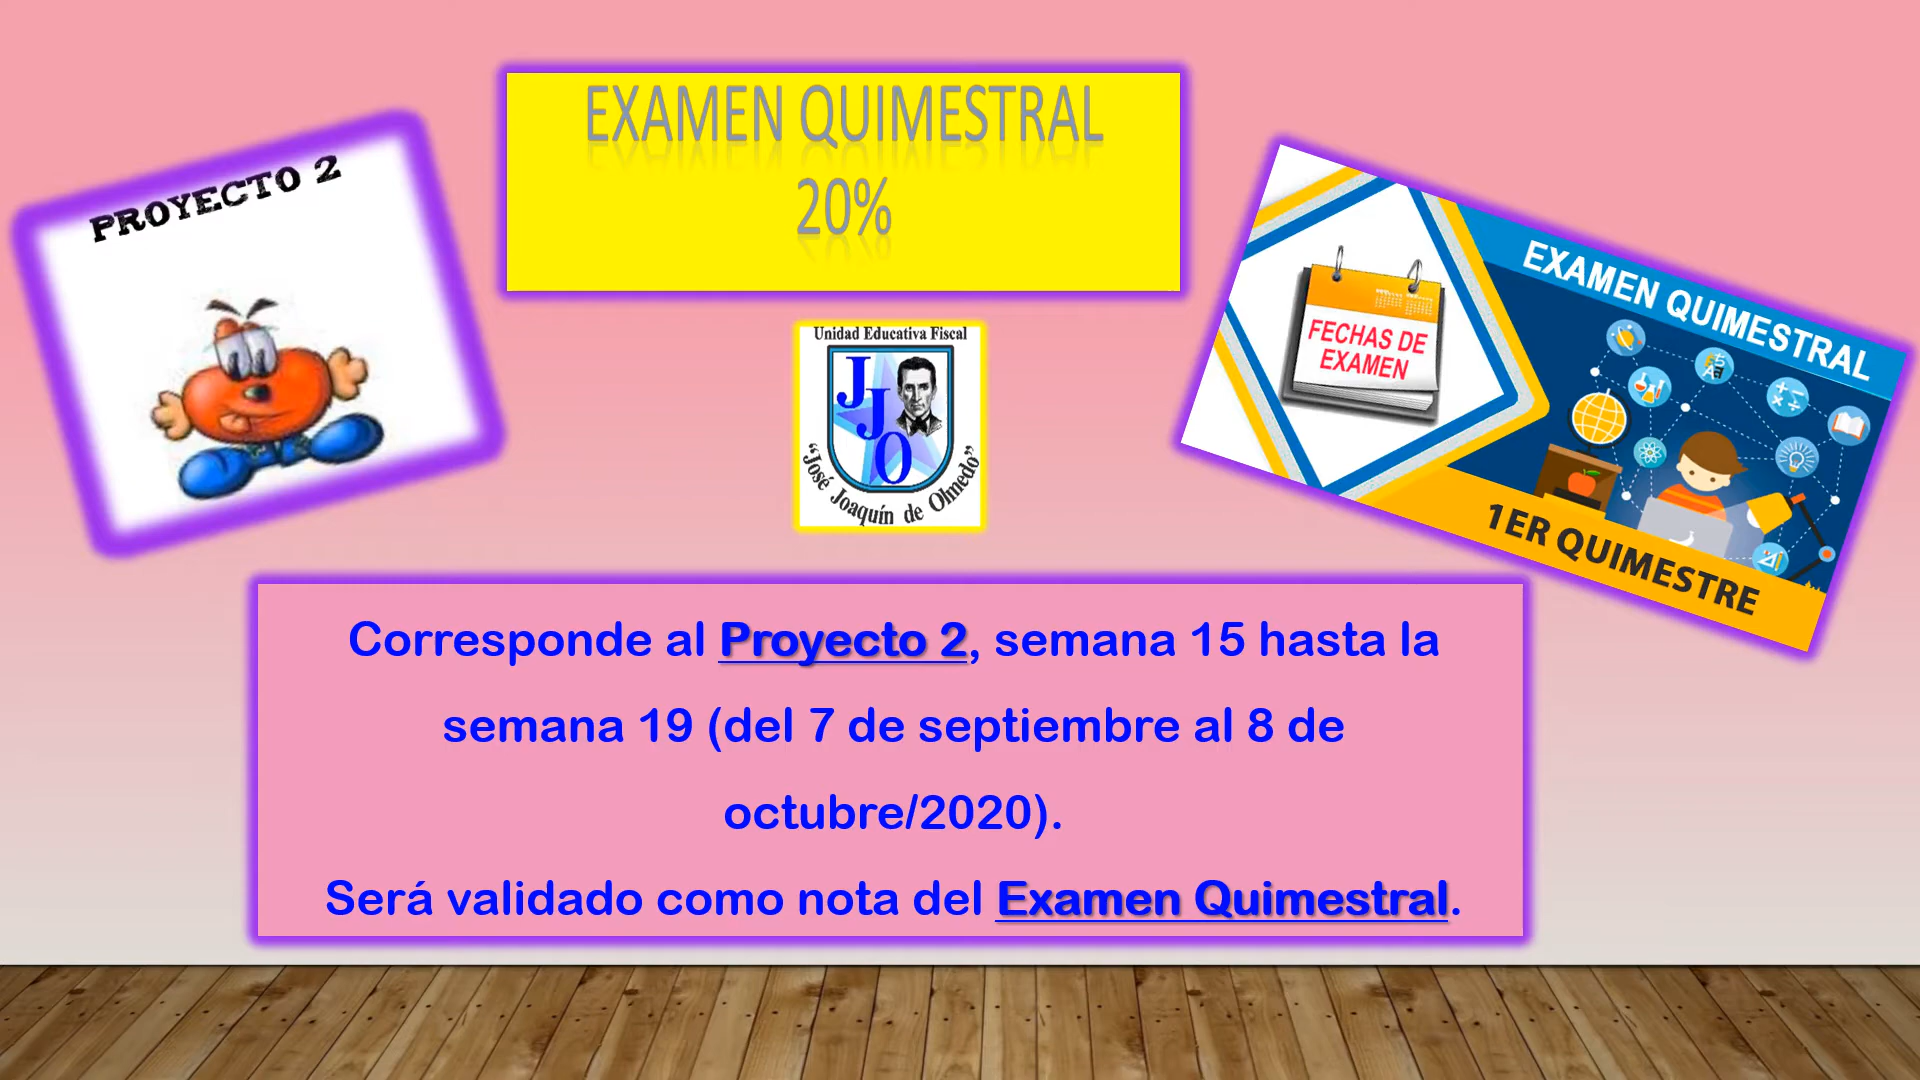 EXAMEN QUIMESTRAL
20%
PROYECTO 2
FECHAS DE
EXAMEN
EXAMEN QUIMESTRAL
1ER QUIMESTRE
Unidad Educativa Fiscal
JJO
"José Joaquín de Olmedo"
Corresponde al Proyecto 2, semana 15 hasta la
semana 19 (del 7 de septiembre al 8 de
octubre/2020).
Será validado como nota del Examen Quimestral.